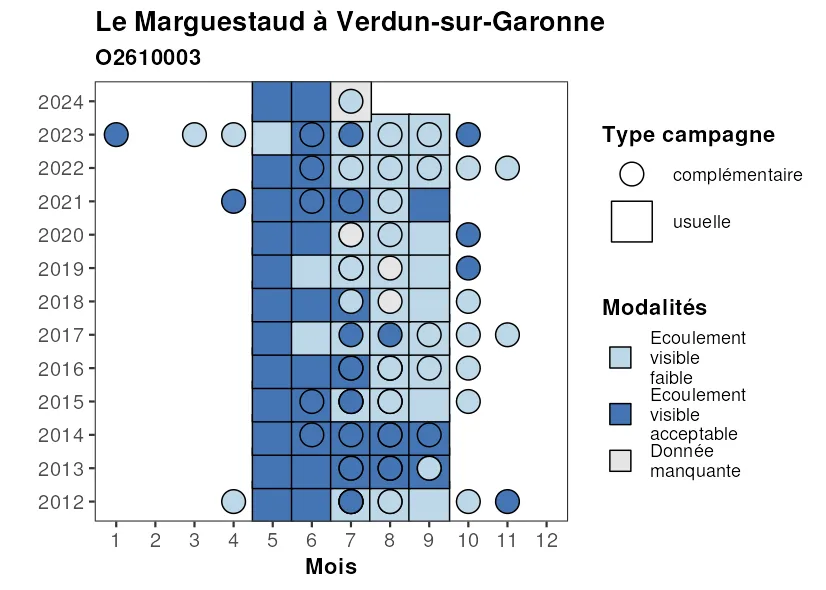 Le Marguestaud à Verdun-sur-Garonne
O2610003
2024
2023
2022
2021
2020
2019
2018
2017
2016
2015
2014
2013
2012
1 2 3 4 5 6 7 8 9 10 11 12
Mois
Type campagne
complémentaire
usuelle
Modalités
Ecoulement
visible
faible
Ecoulement
visible
acceptable
Donnée
manquante